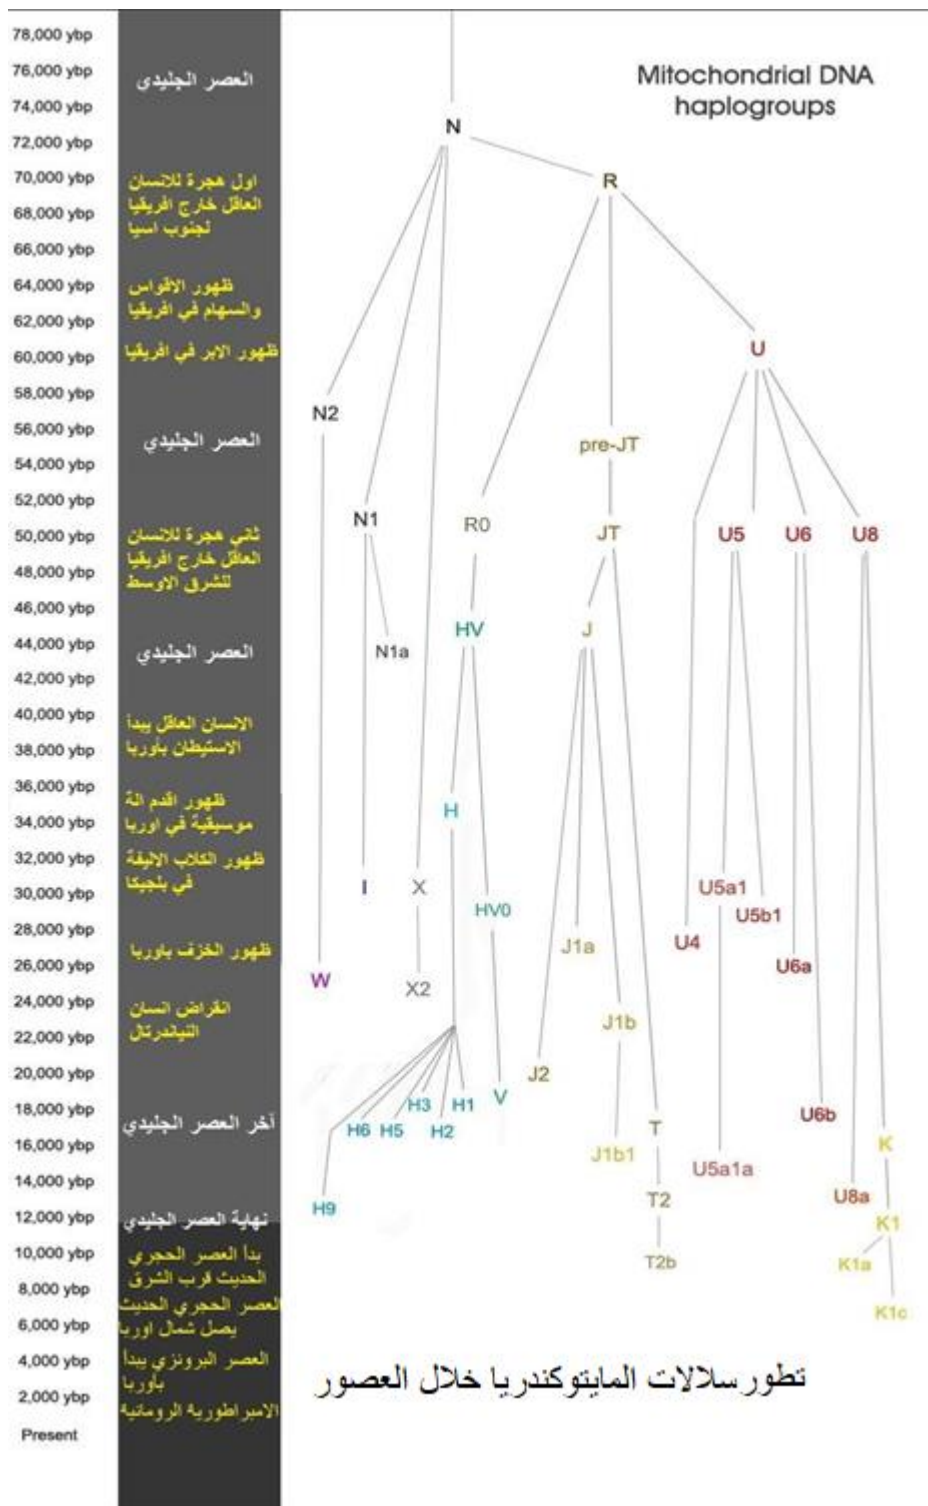 78,000 ybp
76,000 ybp
74,000 ybp
72,000 ybp
70,000 ybp
68,000 ybp
66,000 ybp
64,000 ybp
62,000 ybp
60,000 ybp
58,000 ybp
56,000 ybp
54,000 ybp
52,000 ybp
50,000 ybp
48,000 ybp
46,000 ybp
44,000 ybp
42,000 ybp
40,000 ybp
38,000 ybp
36,000 ybp
34,000 ybp
32,000 ybp
30,000 ybp
28,000 ybp
26,000 ybp
24,000 ybp
22,000 ybp
20,000 ybp
18,000 ybp
16,000 ybp
14,000 ybp
12,000 ybp
10,000 ybp
8,000 ybp
6,000 ybp
4,000 ybp
2,000 ybp
Present
العصر الجليدي
اول هجرة للانسان
العاقل خارج افريقيا
لجنوب اسيا
ظهور الاقواس
والسهام في افريقيا
ظهور الابر في افريقيا
العصر الجليدي
ثاني هجرة للانسان
العاقل خارج افريقيا
للشرق الاوسط
العصر الجليدي
الانسان العاقل يبدأ
الاستيطان بأوربا
ظهور اقدم الة
موسيقية في اوربا
ظهور الكلاب الاليفة
في بلجيكا
ظهور الخزف باوربا
انقراض انسان
النياندرتال
آخر العصر الجليدي
نهاية العصر الجليدي
بدأ العصر الحجري
الحديث قرب الشرق
العصر الحجري الحديث
يصل شمال اوربا
العصر البرونزي يبدأ
بأوربا
الامبراطورية الرومانية
Mitochondrial DNA
haplogroups
N
R
U
N2
pre-JT
N1
R0
JT
U5
U6
U8
HV
J
N1a
H
I
X
HV0
U5a1
U5b1
J1a
U4
U6a
W
X2
J1b
J2
V
H3
H1
H6
H5
H2
T
U6b
K
J1b1
U5a1a
H9
T2
U8a
K1
T2b
K1a
K1c
تطور سلالات المايتوكندريا خلال العصور